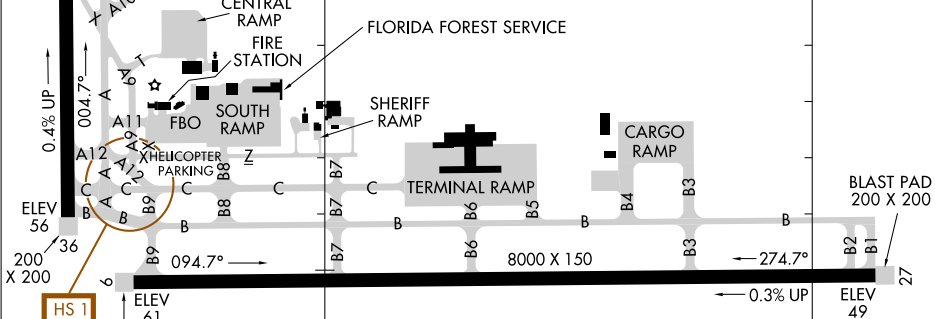 CENTRAL
RAMP
FLORIDA FOREST SERVICE
FIRE
STATION
X
T
A9
A
0.4% UP
004.7°
SHERIFF
RAMP
FBO
SOUTH
RAMP
A11
A9
X
CARGO
RAMP
A12
A
A12
X
HELICOPTER
PARKING
Z
B8
B7
TERMINAL RAMP
BLAST PAD
200 X 200
C
C
C
C
C
A
B9
B8
B7
B6
B5
B4
B3
ELEV
56
B
B
B
B
B
B
36
200
X 200
B9
094.7°
B7
B6
8000 X 150
B3
274.7°
B2
B1
9
27
HS 1
ELEV
61
0.3% UP
ELEV
49